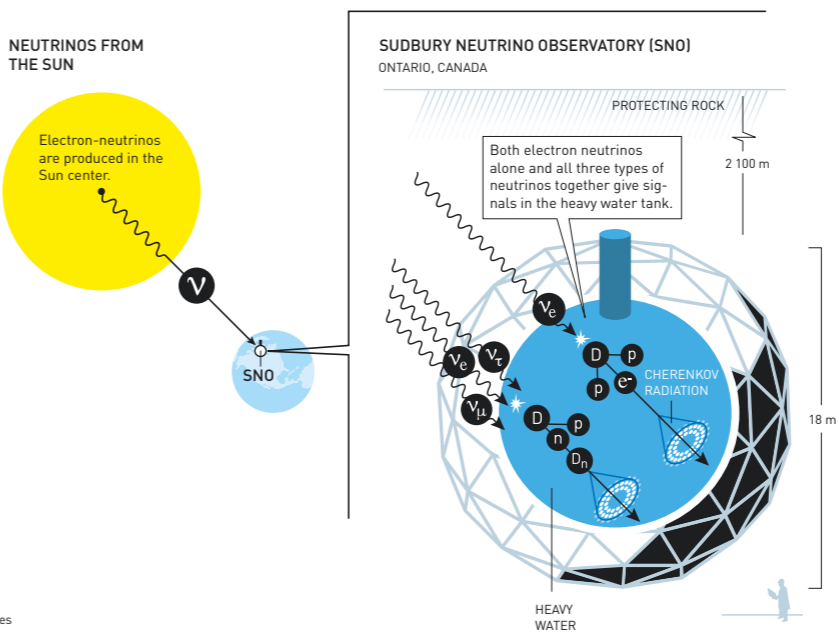 NEUTRINOS FROM
THE SUN
Electron-neutrinos
are produced in the
Sun center.
ν
SNO
SUDBURY NEUTRINO OBSERVATORY (SNO)
ONTARIO, CANADA
PROTECTING ROCK
2 100 m
Both electron neutrinos
alone and all three types of
neutrinos together give sig-
nals in the heavy water tank.
νe
νe
ντ
νμ
D
p
p
e-
CHERENKOV
RADIATION
D
p
n
Dn
18 m
HEAVY
WATER
es